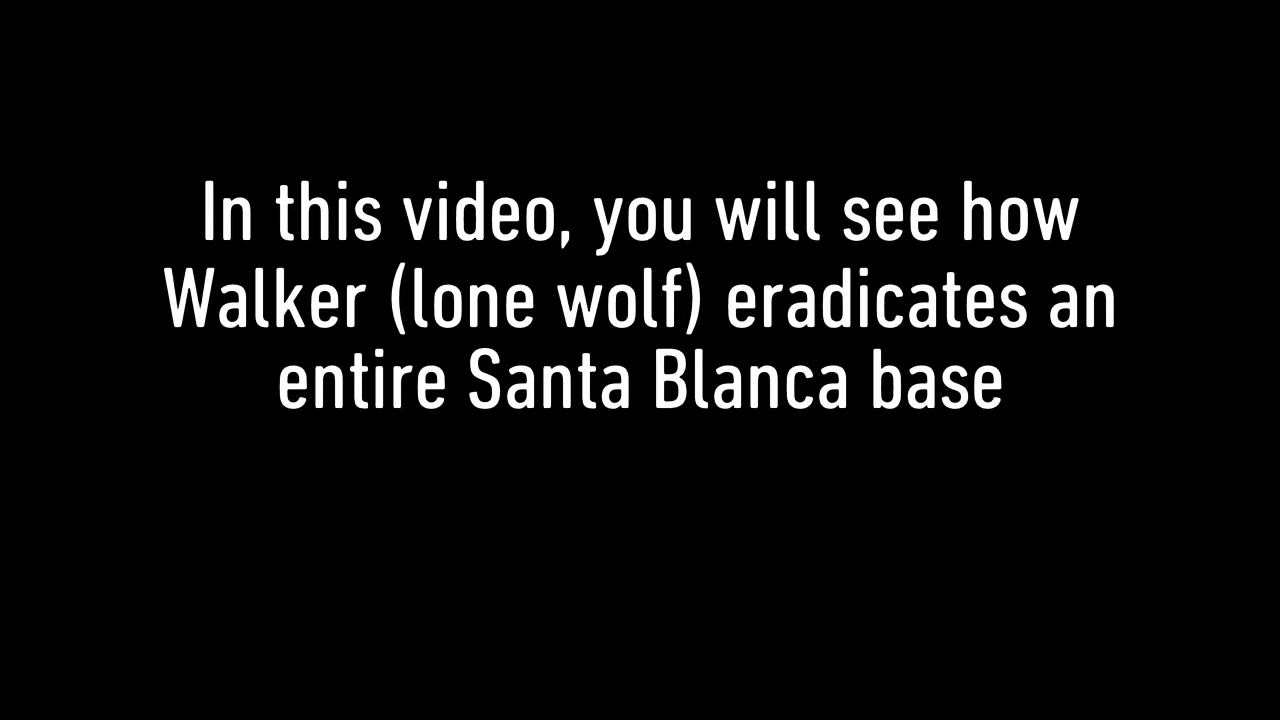 In this video, you will see how
Walker (lone wolf) eradicates an
entire Santa Blanca base